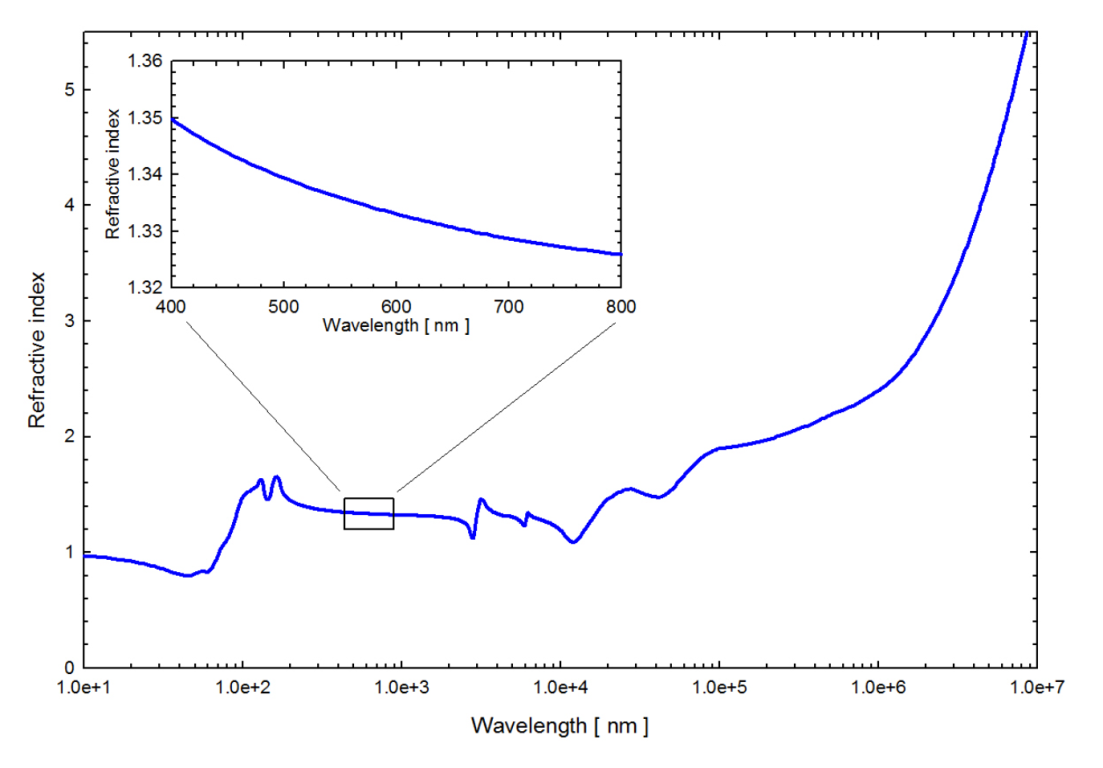 1.36
1.35
1.34
1.33
1.32
Refractive index
400 500 600 700 800
Wavelength [ nm ]
5
4
3
2
1
0
Refractive index
1.0e+1 1.0e+2 1.0e+3 1.0e+4 1.0e+5 1.0e+6 1.0e+7
Wavelength [ nm ]